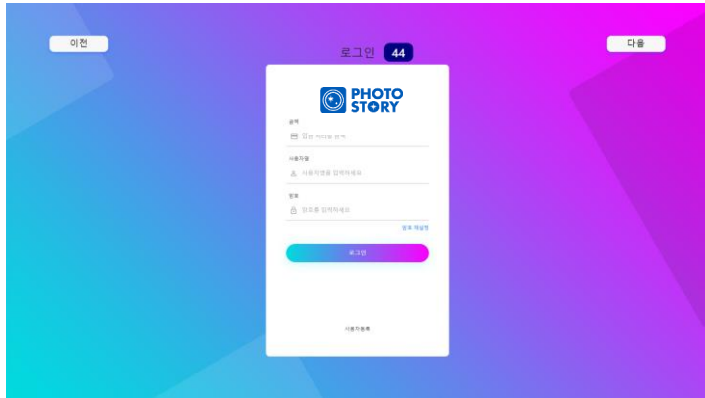 이전
로그인 44
다음
PHOTO
STORY
금액
사용자명
사용자명을 입력하세요
암호
암호를 입력하세요
암호 재설정
로그인
사용자등록